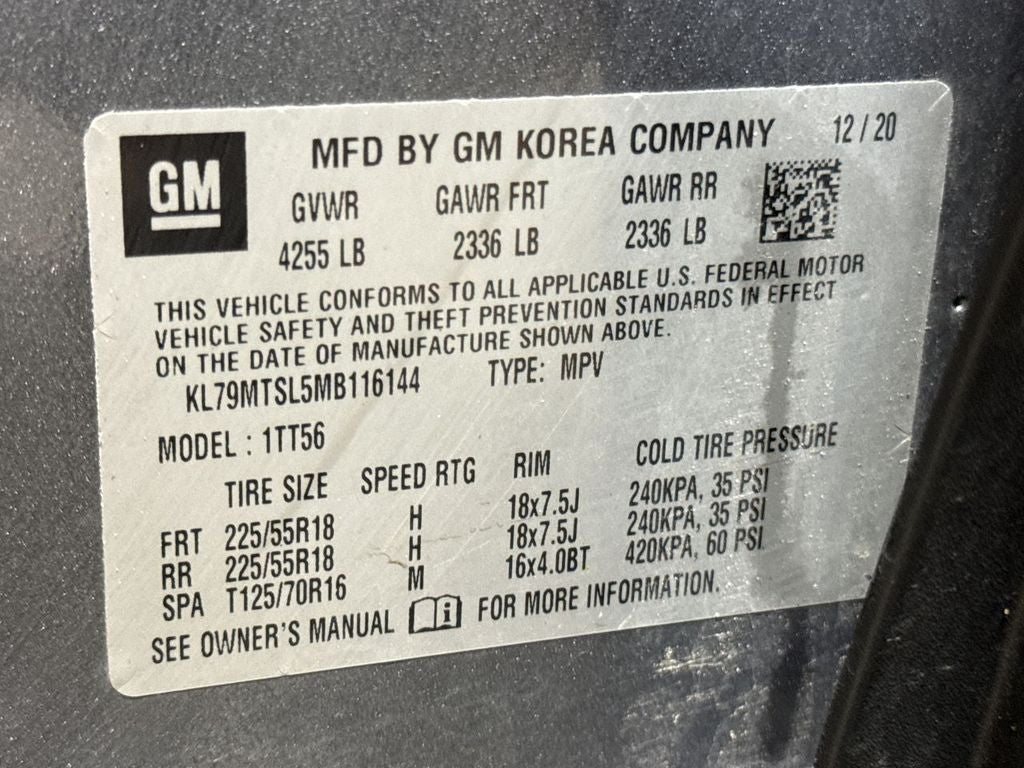 GM
MFD BY GM KOREA COMPANY 12 / 20
GVWR GAWR FRT GAWR RR
4255 LB 2336 LB 2336 LB
THIS VEHICLE CONFORMS TO ALL APPLICABLE U.S. FEDERAL MOTOR
VEHICLE SAFETY AND THEFT PREVENTION STANDARDS IN EFFECT
ON THE DATE OF MANUFACTURE SHOWN ABOVE.
KL79MTSL5MB116144 TYPE: MPV
MODEL : 1TT56
TIRE SIZE SPEED RTG RIM COLD TIRE PRESSURE
FRT 225/55R18 H 18x7.5J 240KPA, 35 PSI
RR 225/55R18 H 18x7.5J 240KPA, 35 PSI
SPA T125/70R16 M 16x4.0BT 420KPA, 60 PSI
SEE OWNER'S MANUAL i FOR MORE INFORMATION.